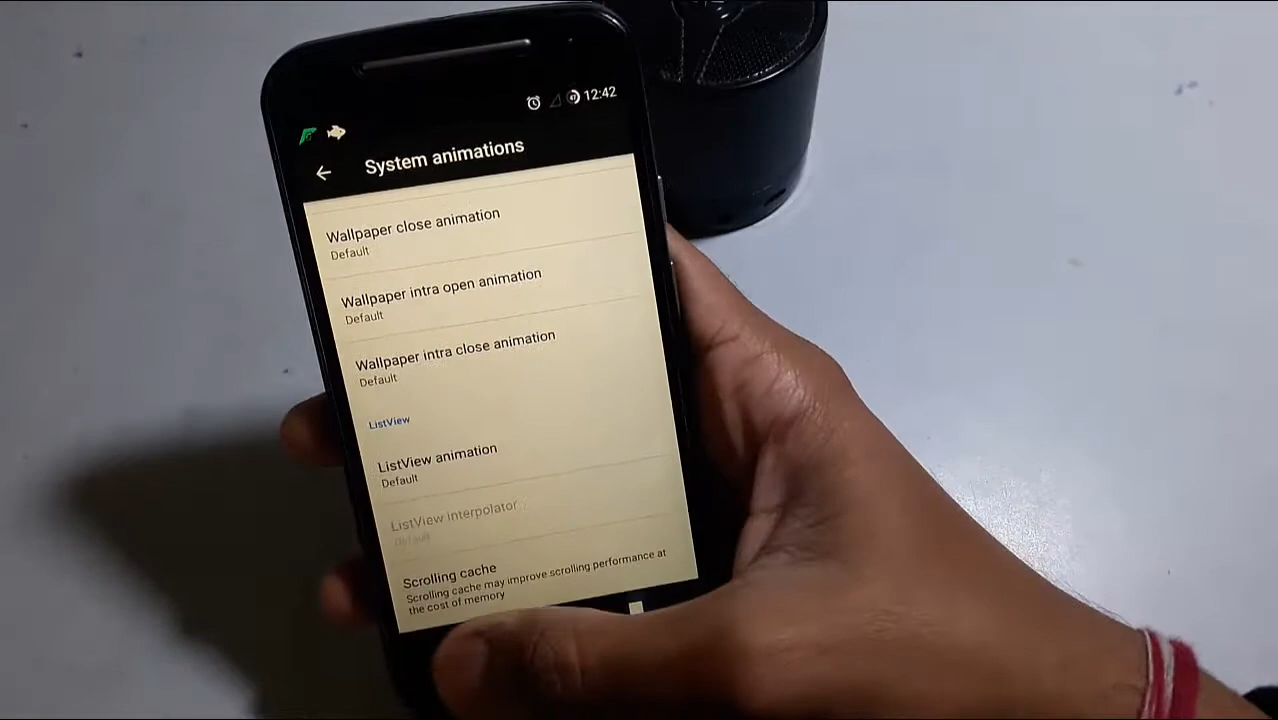 12:42
System animations
Wallpaper close animation
Default
Wallpaper intra open animation
Default
Wallpaper intra close animation
Default
ListView
ListView animation
Default
ListView interpolator
Default
Scrolling cache
Scrolling cache may improve scrolling performance at
the cost of memory